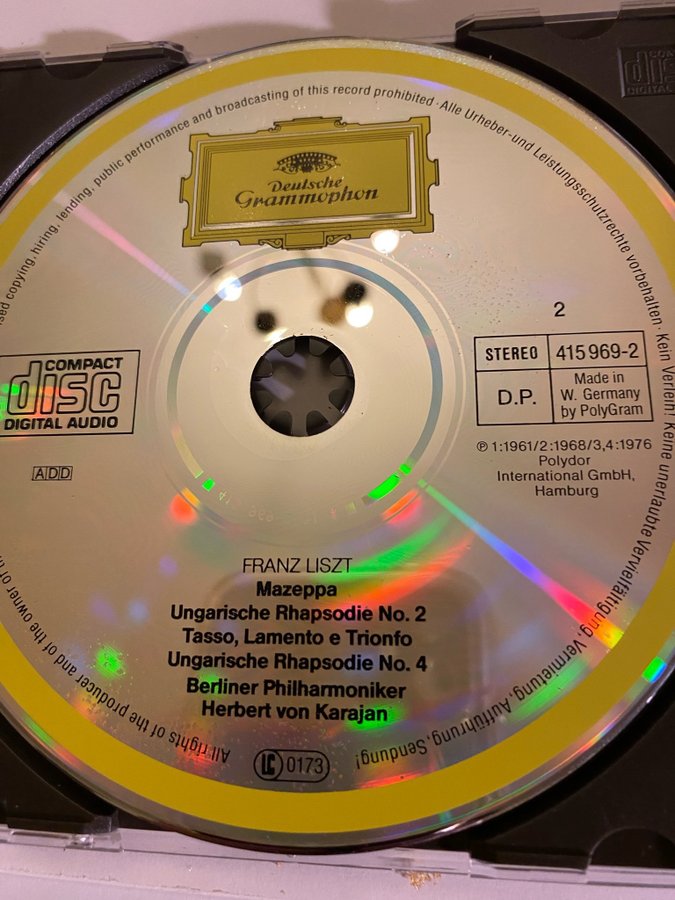 sed copying, hiring, lending, public performance and broadcasting of this record prohibited · Alle Urheber-und Leistungsschutzrechte vorbehalten · Kein Verleih! Keine unerlaubte Vervielfältigung, Vermietung, Aufführung, Sendung!
Deutsche
Grammophon
COMPACT
disc
DIGITAL AUDIO
ADD
2
STEREO 415 969-2
D.P. Made in
W. Germany
by PolyGram
℗ 1:1961/2:1968/3,4:1976
Polydor
International GmbH,
Hamburg
FRANZ LISZT
Mazeppa
Ungarische Rhapsodie No. 2
Tasso, Lamento e Trionfo
Ungarische Rhapsodie No. 4
Berliner Philharmoniker
Herbert von Karajan
LC 0173
All rights of the producer and of the owner of
disc
DIGITAL